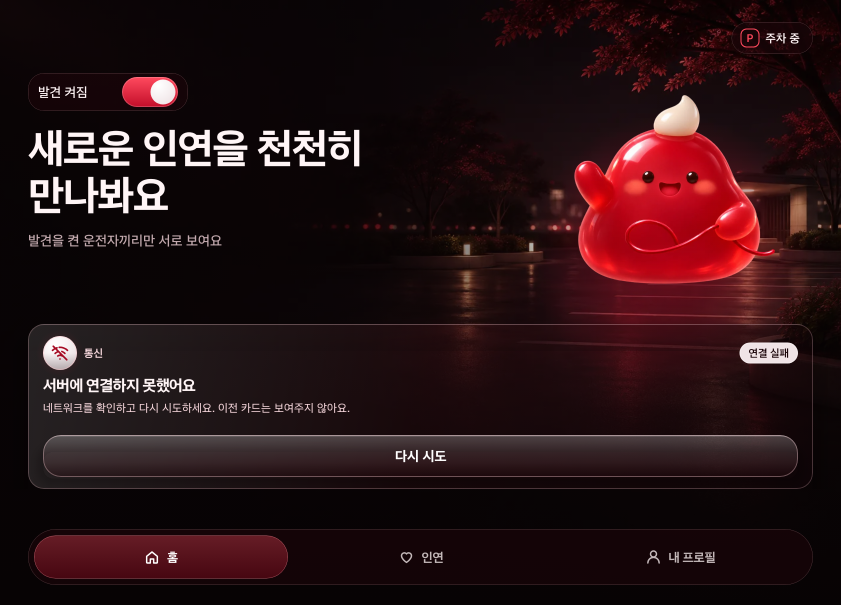 P 주차 중
발견 켜짐
새로운 인연을 천천히
만나봐요
발견을 켠 운전자끼리만 서로 보여요
통신
연결 실패
서버에 연결하지 못했어요
네트워크를 확인하고 다시 시도하세요. 이전 카드는 보여주지 않아요.
다시 시도
홈
인연
내 프로필